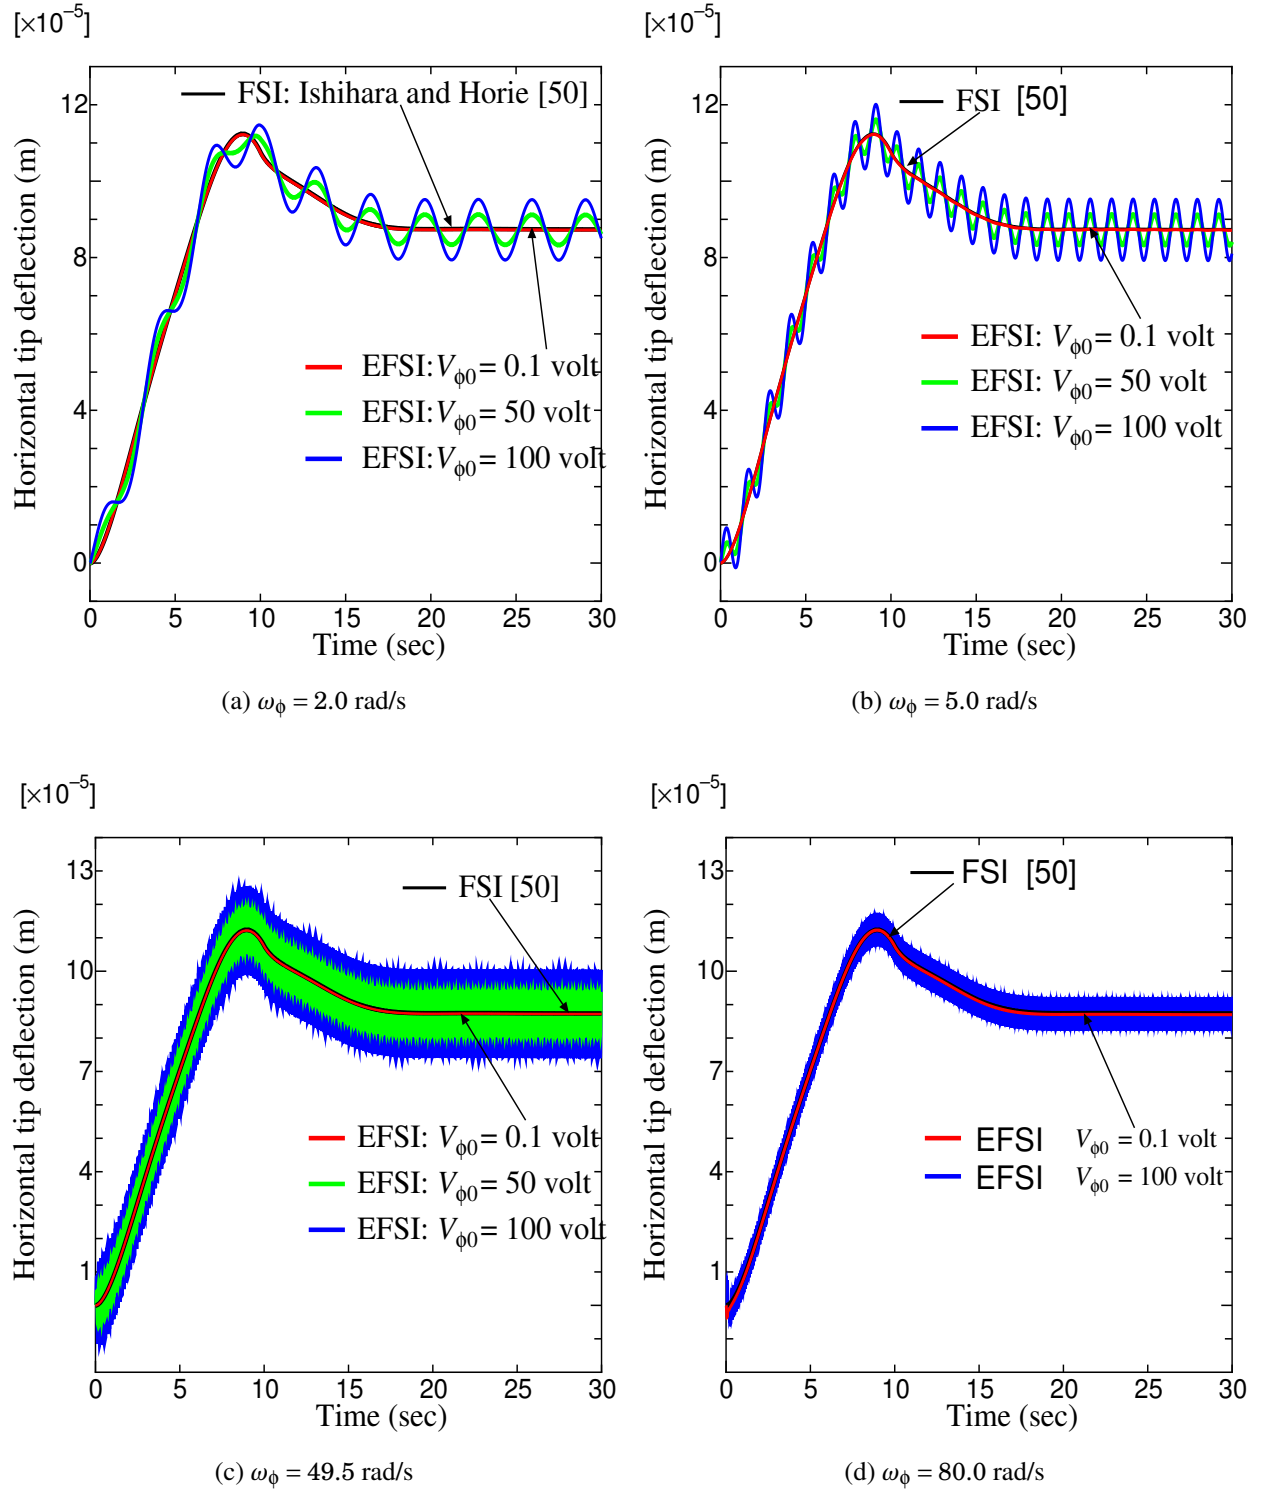 [×10⁻⁵]
Horizontal tip deflection (m)
12
8
4
0
FSI: Ishihara and Horie [50]
EFSI: V_ϕ0 = 0.1 volt
EFSI: V_ϕ0 = 50 volt
EFSI: V_ϕ0 = 100 volt
0 5 10 15 20 25 30
Time (sec)
(a) ω_ϕ = 2.0 rad/s
[×10⁻⁵]
Horizontal tip deflection (m)
12
8
4
0
FSI [50]
EFSI: V_ϕ0 = 0.1 volt
EFSI: V_ϕ0 = 50 volt
EFSI: V_ϕ0 = 100 volt
0 5 10 15 20 25 30
Time (sec)
(b) ω_ϕ = 5.0 rad/s
[×10⁻⁵]
Horizontal tip deflection (m)
13
10
7
4
1
FSI [50]
EFSI: V_ϕ0 = 0.1 volt
EFSI: V_ϕ0 = 50 volt
EFSI: V_ϕ0 = 100 volt
0 5 10 15 20 25 30
Time (sec)
(c) ω_ϕ = 49.5 rad/s
[×10⁻⁵]
Horizontal tip deflection (m)
13
10
7
4
1
FSI [50]
EFSI V_ϕ0 = 0.1 volt
EFSI V_ϕ0 = 100 volt
0 5 10 15 20 25 30
Time (sec)
(d) ω_ϕ = 80.0 rad/s